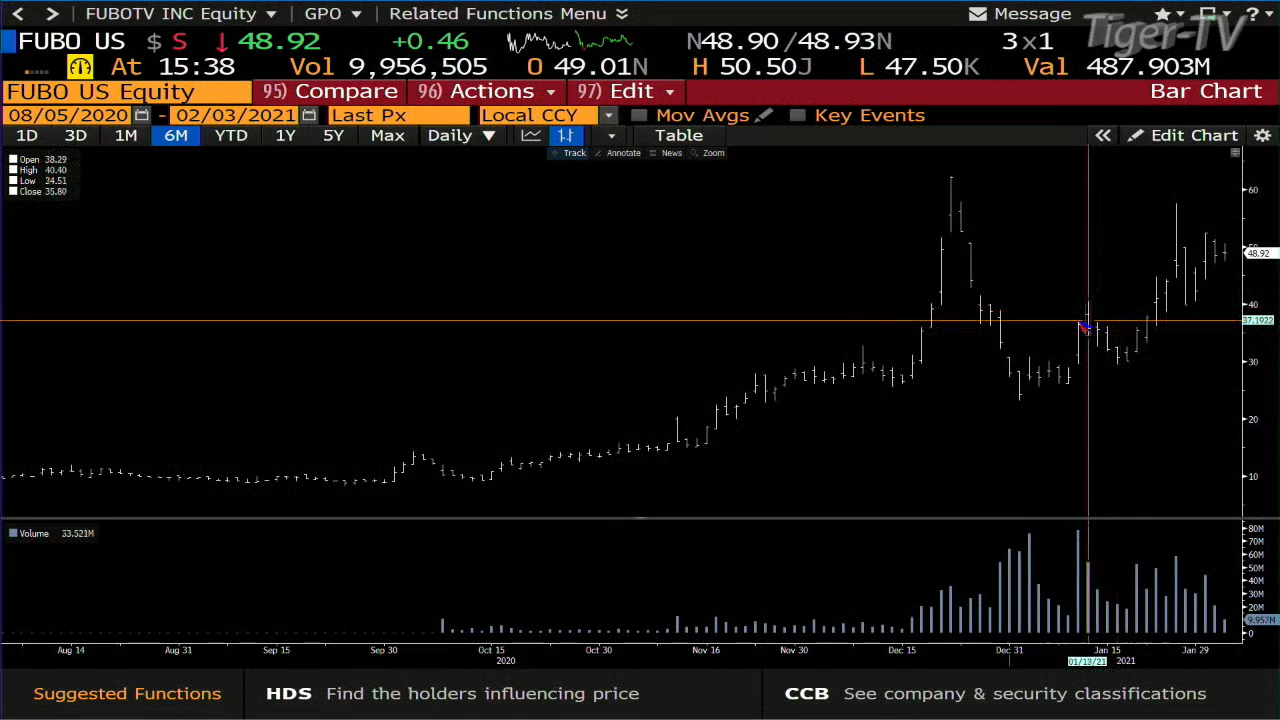 FUBOTV INC Equity GPO Related Functions Menu Message ?
FUBO US $ S 48.92 +0.46 N48.90 /48.93N 3x1 Tiger-TV
At 15:38 Vol 9,956,505 O 49.01N H 50.50J L 47.50K Val 487.903M
FUBO US Equity 95) Compare 96) Actions 97) Edit Bar Chart
08/05/2020 - 02/03/2021 Last Px Local CCY Mov Avgs Key Events
1D 3D 1M 6M YTD 1Y 5Y Max Daily Table Edit Chart
Track Annotate News Zoom
Open 38.29
High 40.40
Low 34.51
Close 35.80
60
48.92
40
37.1922
30
20
10
Volume 33.521M
80M
70M
60M
50M
40M
30M
20M
9.957M
0
Aug 14 Aug 31 Sep 15 Sep 30 Oct 15 Oct 30 Nov 16 Nov 30 Dec 15 Dec 31 Jan 15 Jan 29
2020 01/13/21 2021
Suggested Functions HDS Find the holders influencing price CCB See company & security classifications